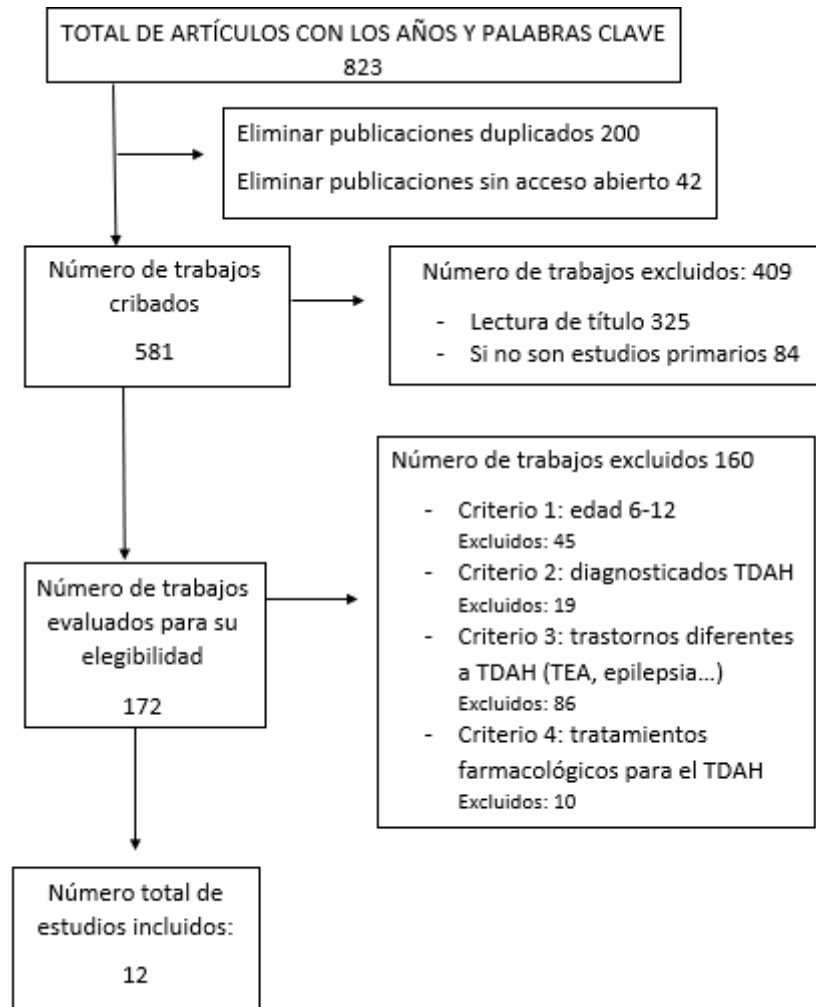 TOTAL DE ARTÍCULOS CON LOS AÑOS Y PALABRAS CLAVE
823
Eliminar publicaciones duplicados 200
Eliminar publicaciones sin acceso abierto 42
Número de trabajos
cribados
581
Número de trabajos excluidos: 409
- Lectura de título 325
- Si no son estudios primarios 84
Número de trabajos excluidos 160
- Criterio 1: edad 6-12
Excluidos: 45
- Criterio 2: diagnosticados TDAH
Excluidos: 19
- Criterio 3: trastornos diferentes
a TDAH (TEA, epilepsia...)
Excluidos: 86
- Criterio 4: tratamientos
farmacológicos para el TDAH
Excluidos: 10
Número de trabajos
evaluados para su
elegibilidad
172
Número total de
estudios incluidos:
12